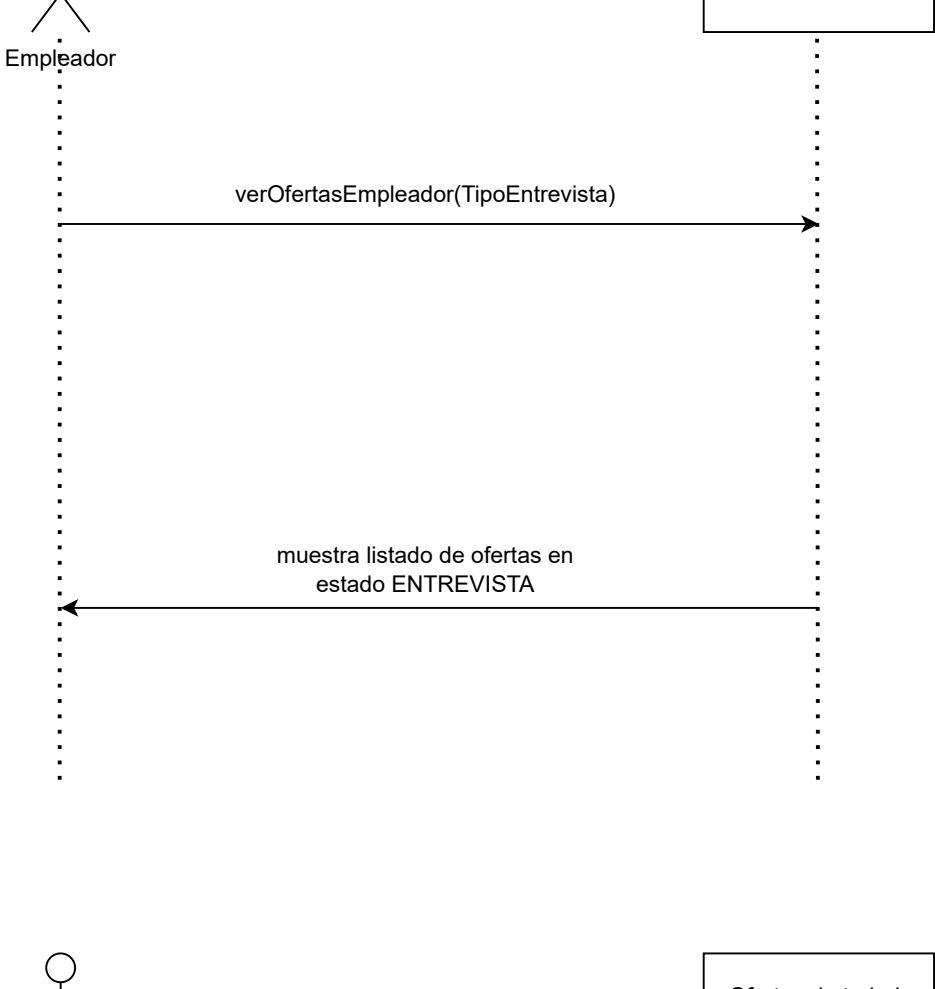 Empleador
verOfertasEmpleador(TipoEntrevista)
muestra listado de ofertas en
estado ENTREVISTA